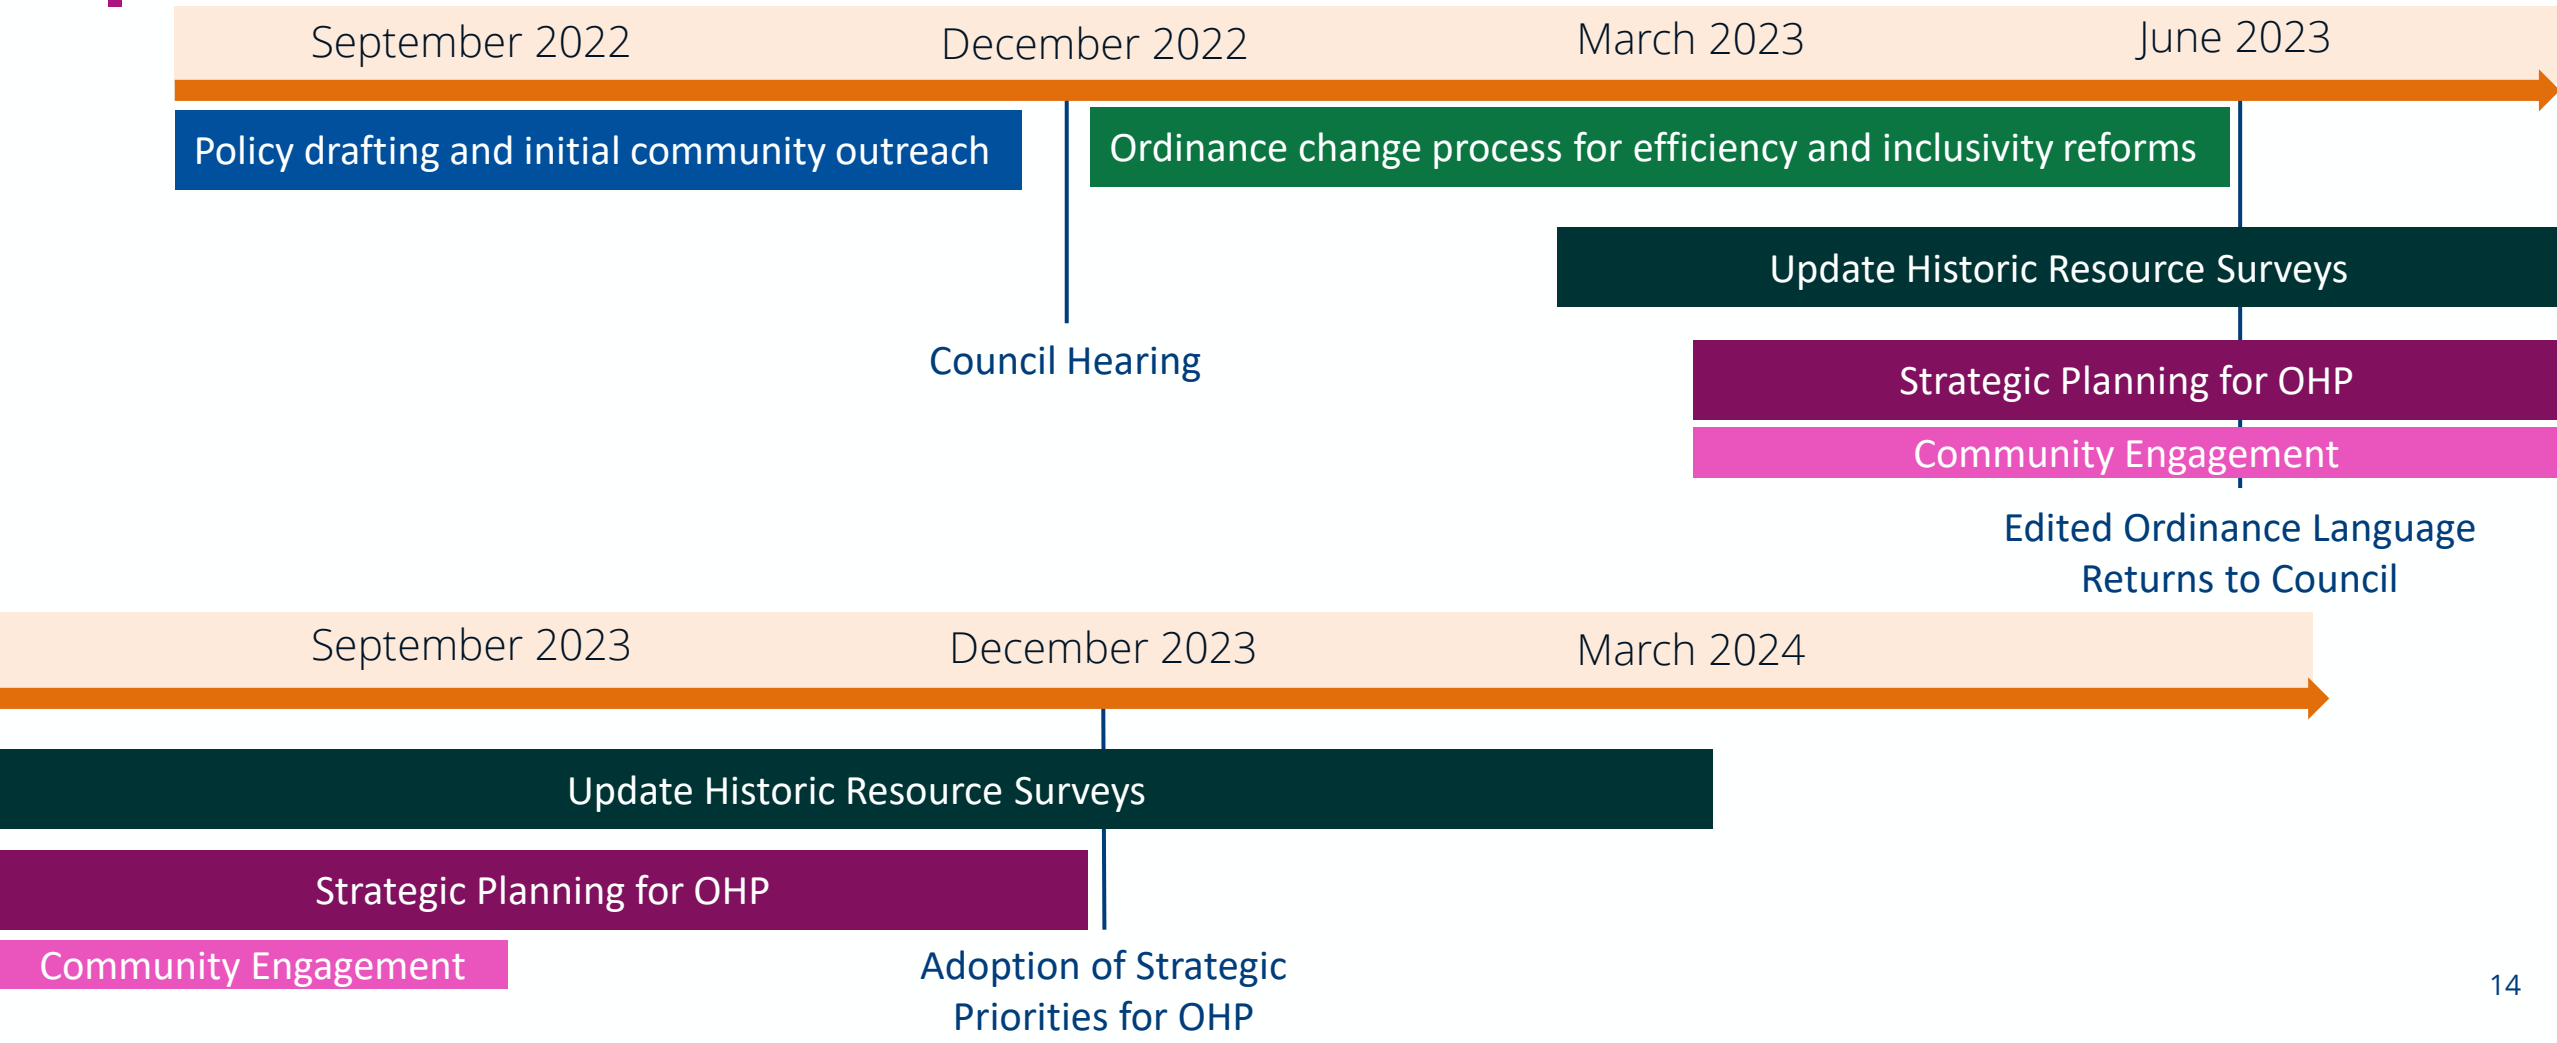 September 2022
December 2022
March 2023
June 2023
Policy drafting and initial community outreach
Ordinance change process for efficiency and inclusivity reforms
Update Historic Resource Surveys
Council Hearing
Strategic Planning for OHP
Community Engagement
Edited Ordinance Language
Returns to Council
September 2023
December 2023
March 2024
Update Historic Resource Surveys
Strategic Planning for OHP
Community Engagement
Adoption of Strategic
Priorities for OHP
14